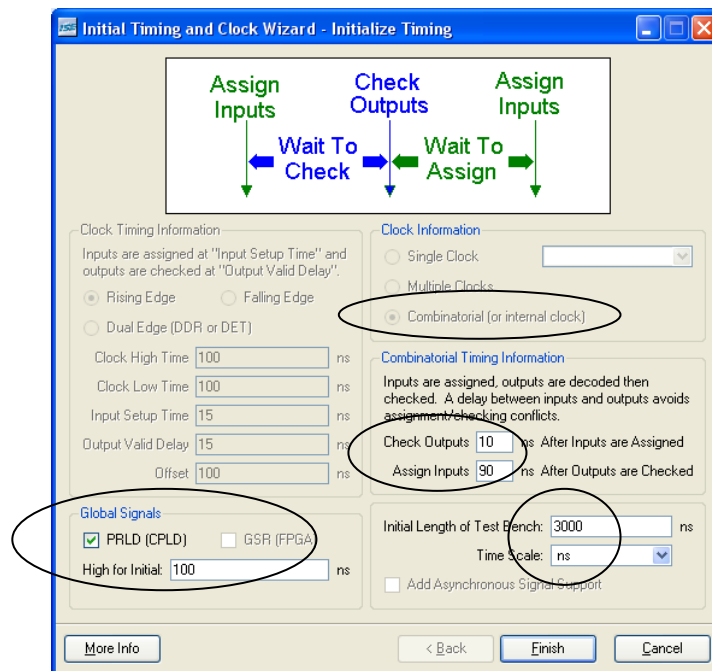 ISE Initial Timing and Clock Wizard - Initialize Timing
Assign Inputs
Check Outputs
Assign Inputs
Wait To Check
Wait To Assign
Clock Timing Information
Inputs are assigned at "Input Setup Time" and
outputs are checked at "Output Valid Delay".
Rising Edge Falling Edge
Dual Edge (DDR or DET)
Clock High Time 100 ns
Clock Low Time 100 ns
Input Setup Time 15 ns
Output Valid Delay 15 ns
Offset 100 ns
Global Signals
PRLD (CPLD) GSR (FPGA)
High for Initial: 100 ns
Clock Information
Single Clock
Multiple Clocks
Combinatorial (or internal clock)
Combinatorial Timing Information
Inputs are assigned, outputs are decoded then
checked. A delay between inputs and outputs avoids
assignment/checking conflicts.
Check Outputs 10 ns After Inputs are Assigned
Assign Inputs 90 ns After Outputs are Checked
Initial Length of Test Bench: 3000 ns
Time Scale: ns
Add Asynchronous Signal Support
More Info < Back Finish Cancel